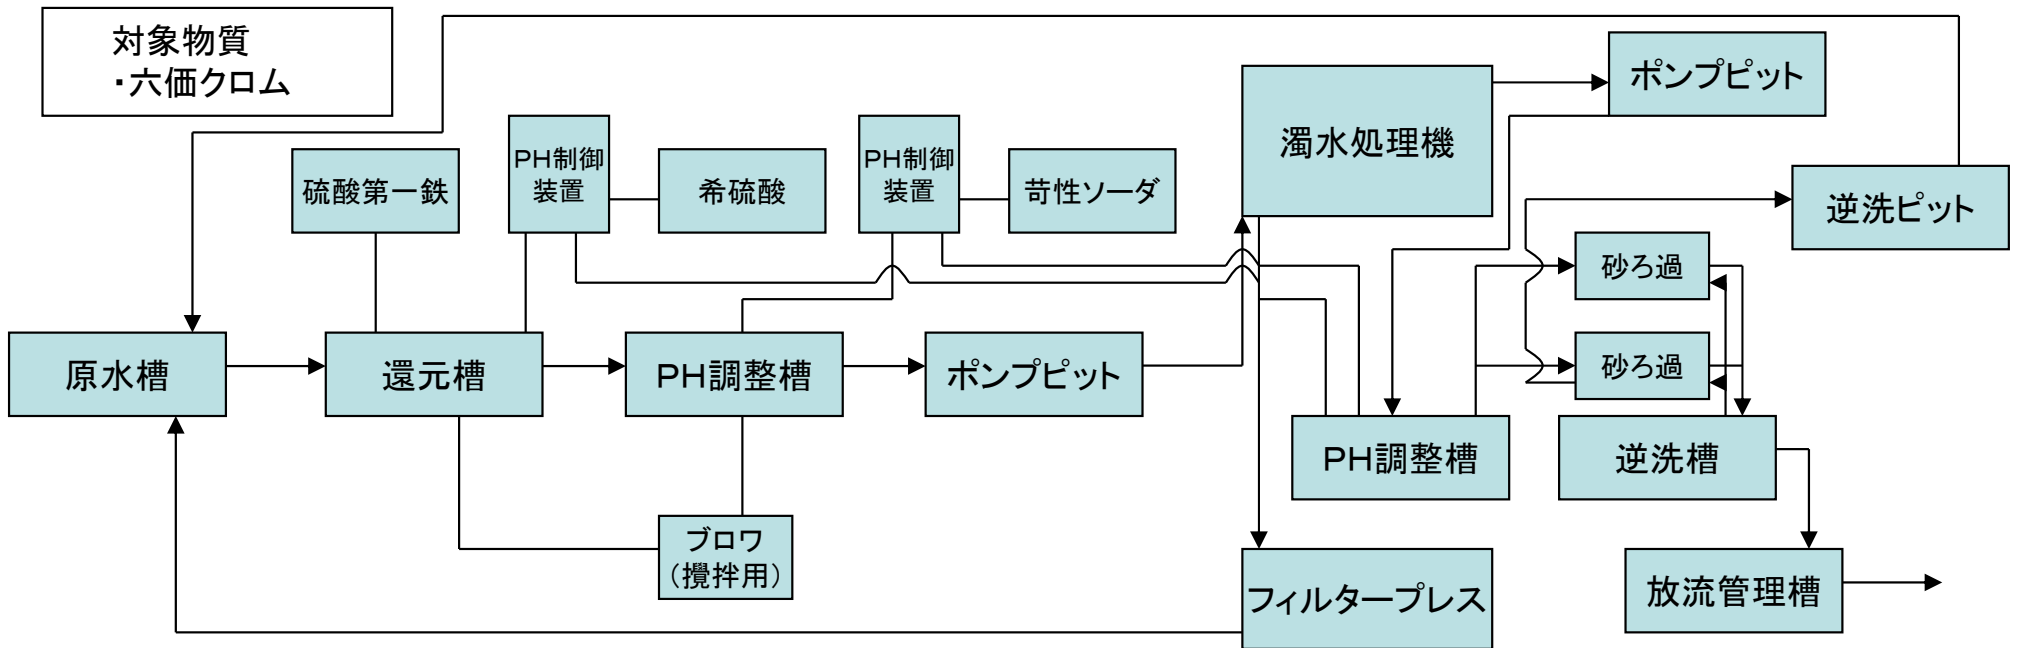 対象物質
・六価クロム
ポンプピット
濁水処理機
PH制御
装置
PH制御
装置
硫酸第一鉄
希硫酸
苛性ソーダ
逆洗ピット
砂ろ過
原水槽
還元槽
PH調整槽
ポンプピット
砂ろ過
PH調整槽
逆洗槽
ブロワ
(攪拌用)
フィルタープレス
放流管理槽